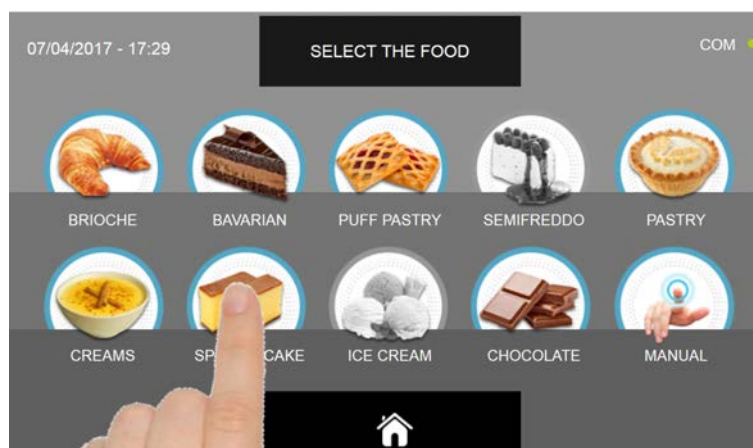 07/04/2017 - 17:29
SELECT THE FOOD
COM
BRIOCHE
BAVARIAN
PUFF PASTRY
SEMIFREDDO
PASTRY
CREAMS
SP CAKE
ICE CREAM
CHOCOLATE
MANUAL